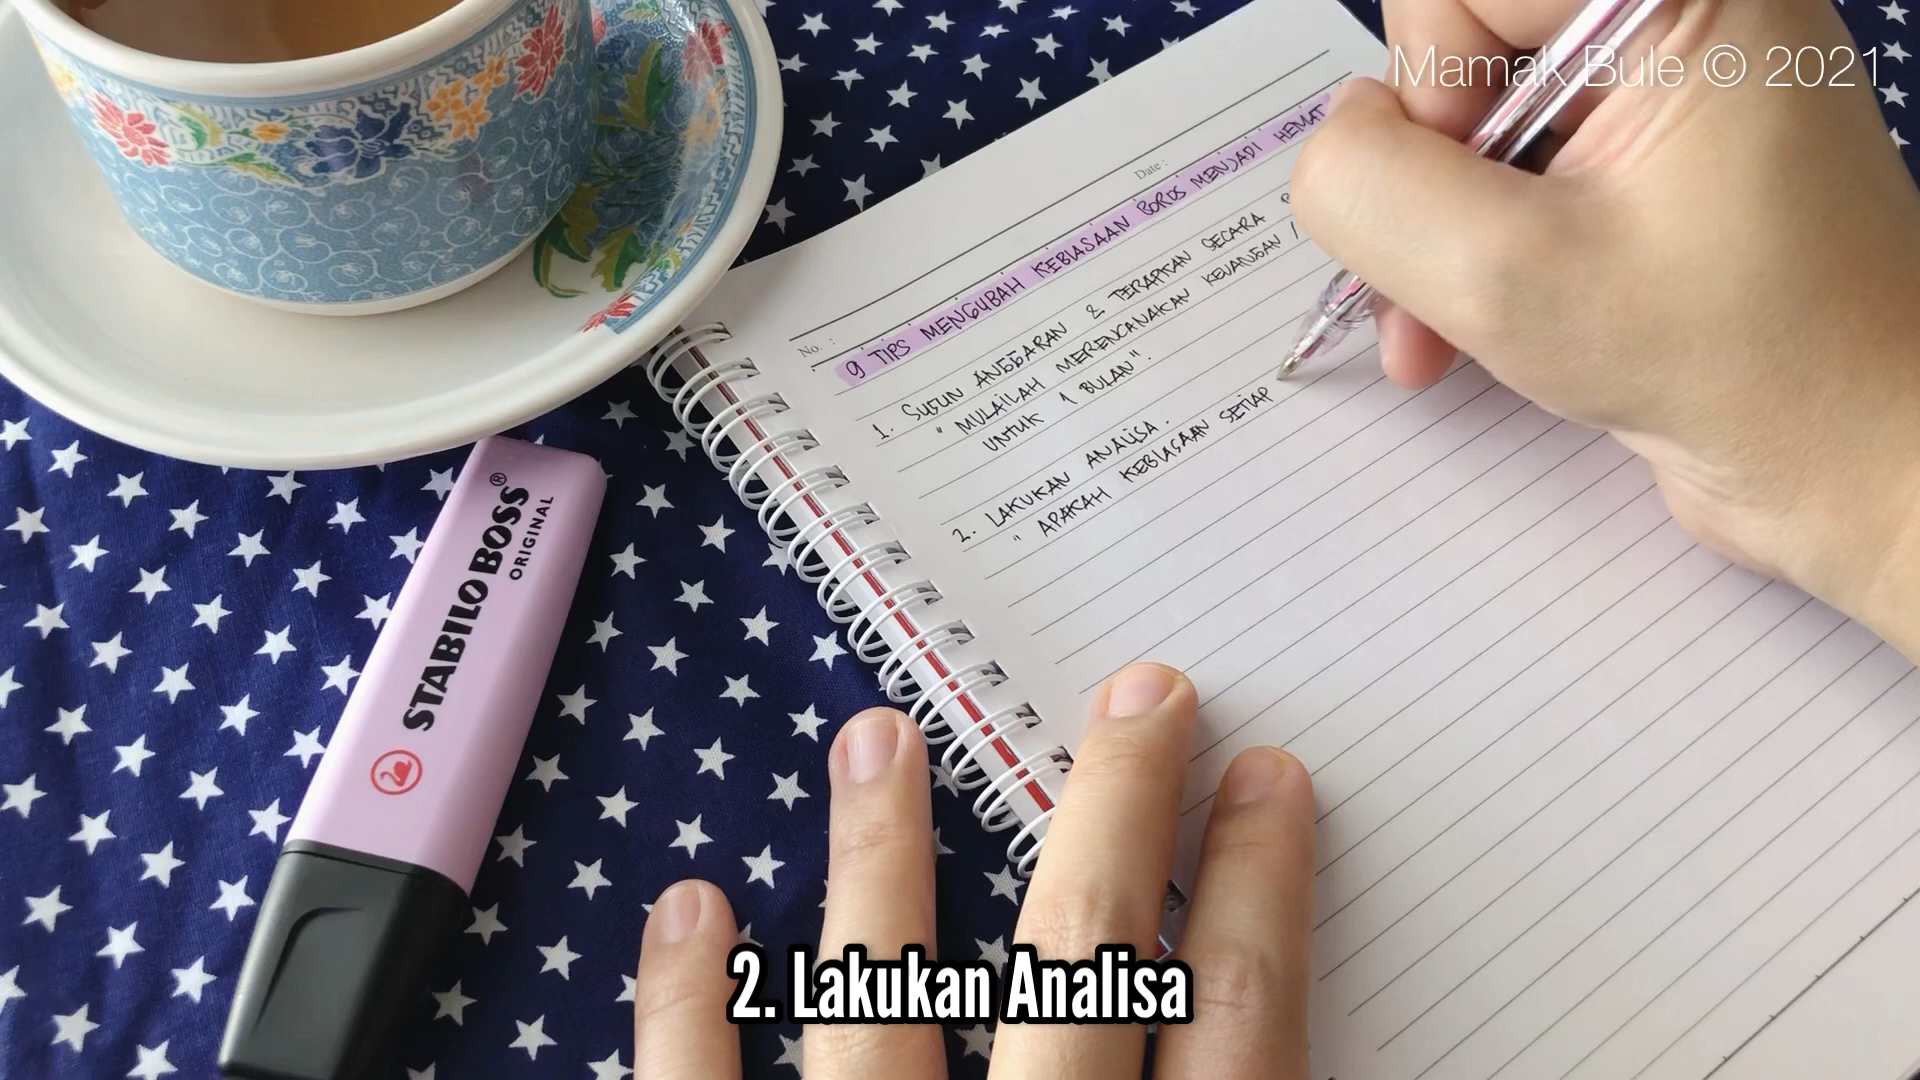 Mamak Bule © 2021
Date :
No. :
9 TIPS MENGUBAH KEBIASAAN BOROS MENJADI HEMAT
1. SUSUN ANGGARAN & TERAPKAN SECARA
" MULAILAH MERENCANAKAN KEUANGAN /
UNTUK 1 BULAN".
2. LAKUKAN ANALISA.
" APAKAH KEBIASAAN SETIAP
STABILO BOSS®
ORIGINAL
2. Lakukan Analisa